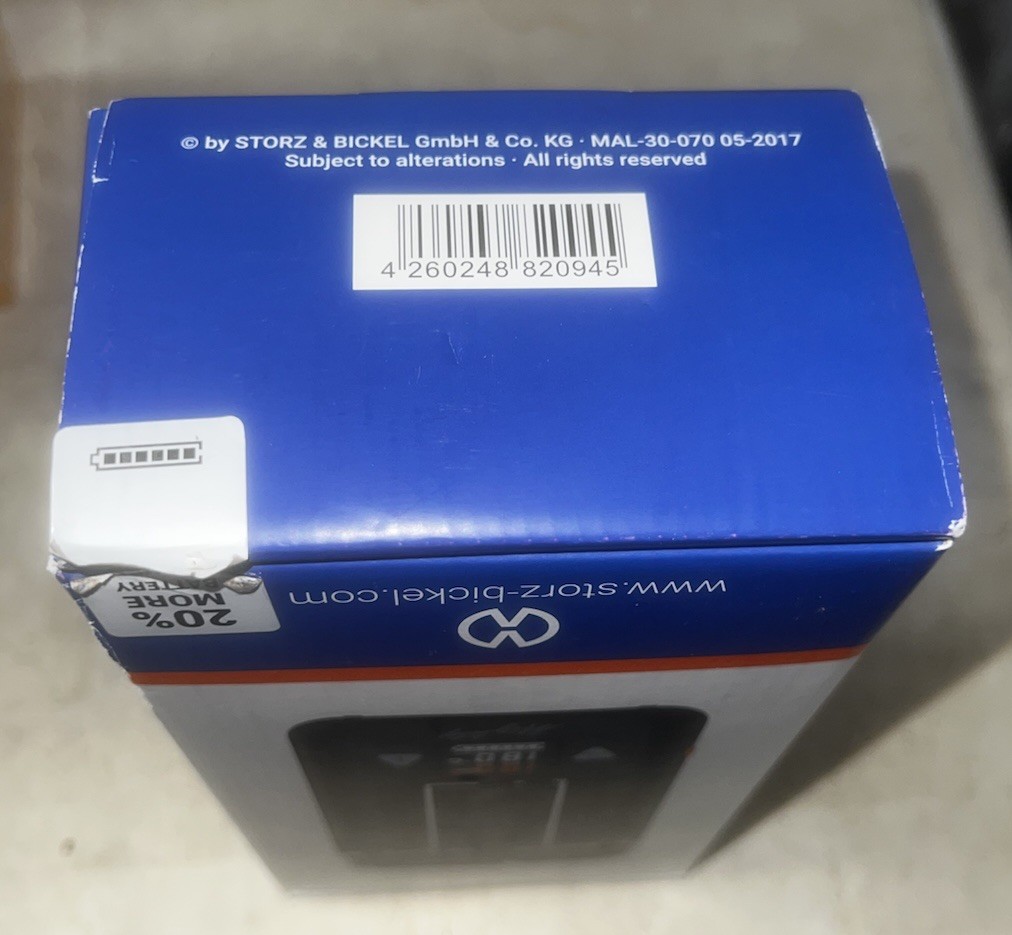 © by STORZ & BICKEL GmbH & Co. KG · MAL-30-070 05-2017
Subject to alterations · All rights reserved
4 260248 820945
www.storz-bickel.com
20%
MORE
BATTERY